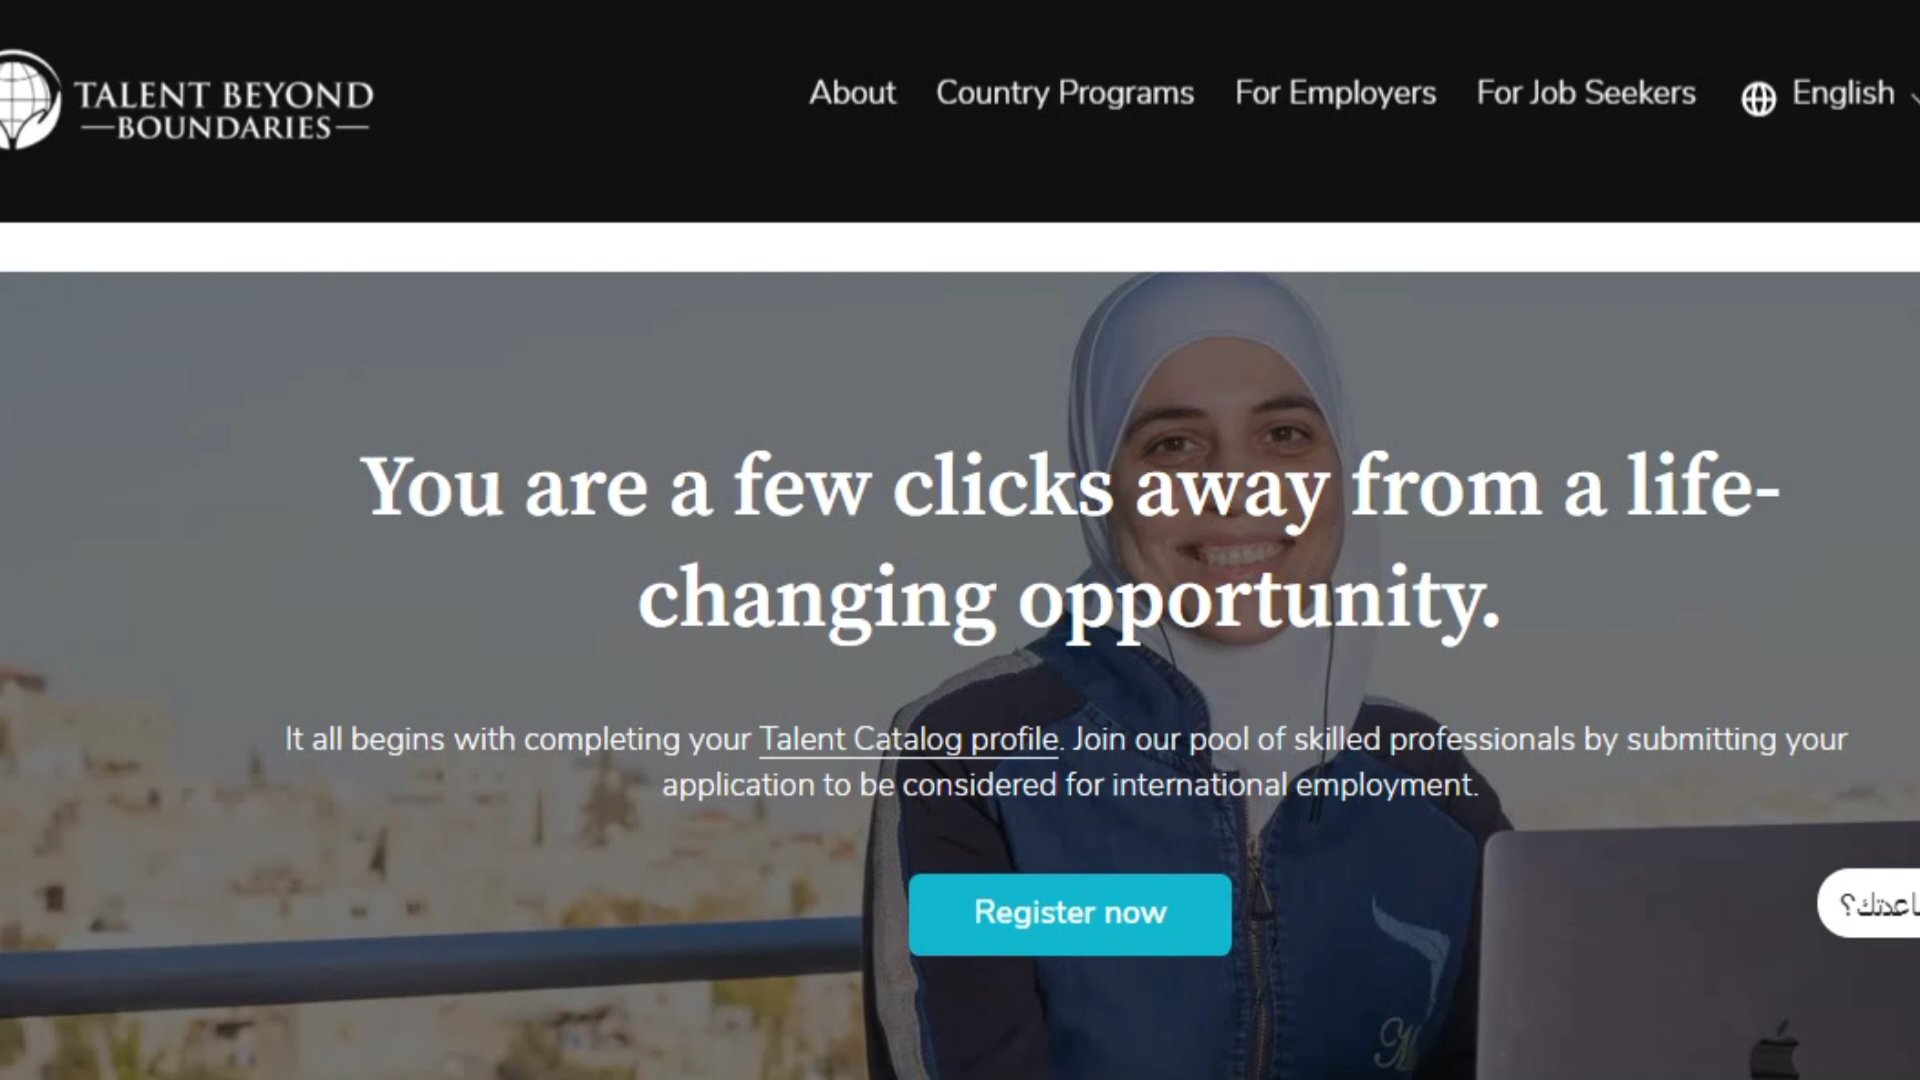 TALENT BEYOND
BOUNDARIES
About
Country Programs
For Employers
For Job Seekers
English
You are a few clicks away from a life-
changing opportunity.
It all begins with completing your Talent Catalog profile. Join our pool of skilled professionals by submitting your
application to be considered for international employment.
Register now